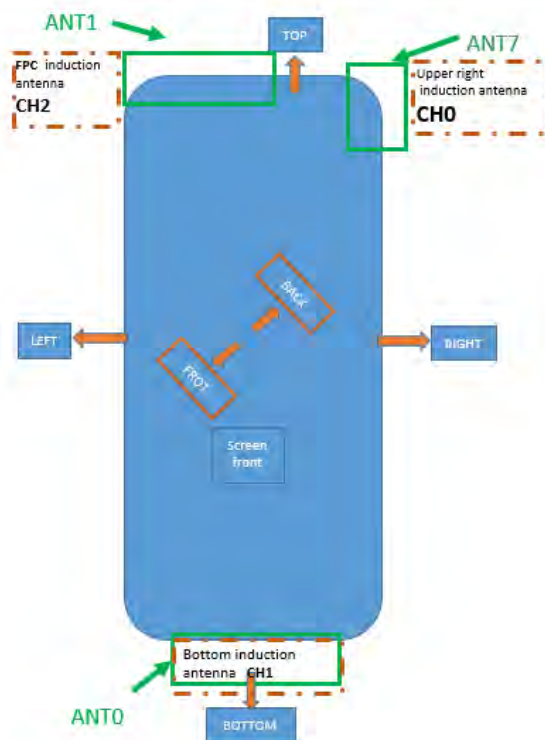 ANT1
TOP
ANT7
FPC induction
antenna
CH2
Upper right
induction antenna
CH0
BACK
LEFT
RIGHT
FROT
Screen
front
Bottom induction
antenna CH1
ANT0
BOTTOM